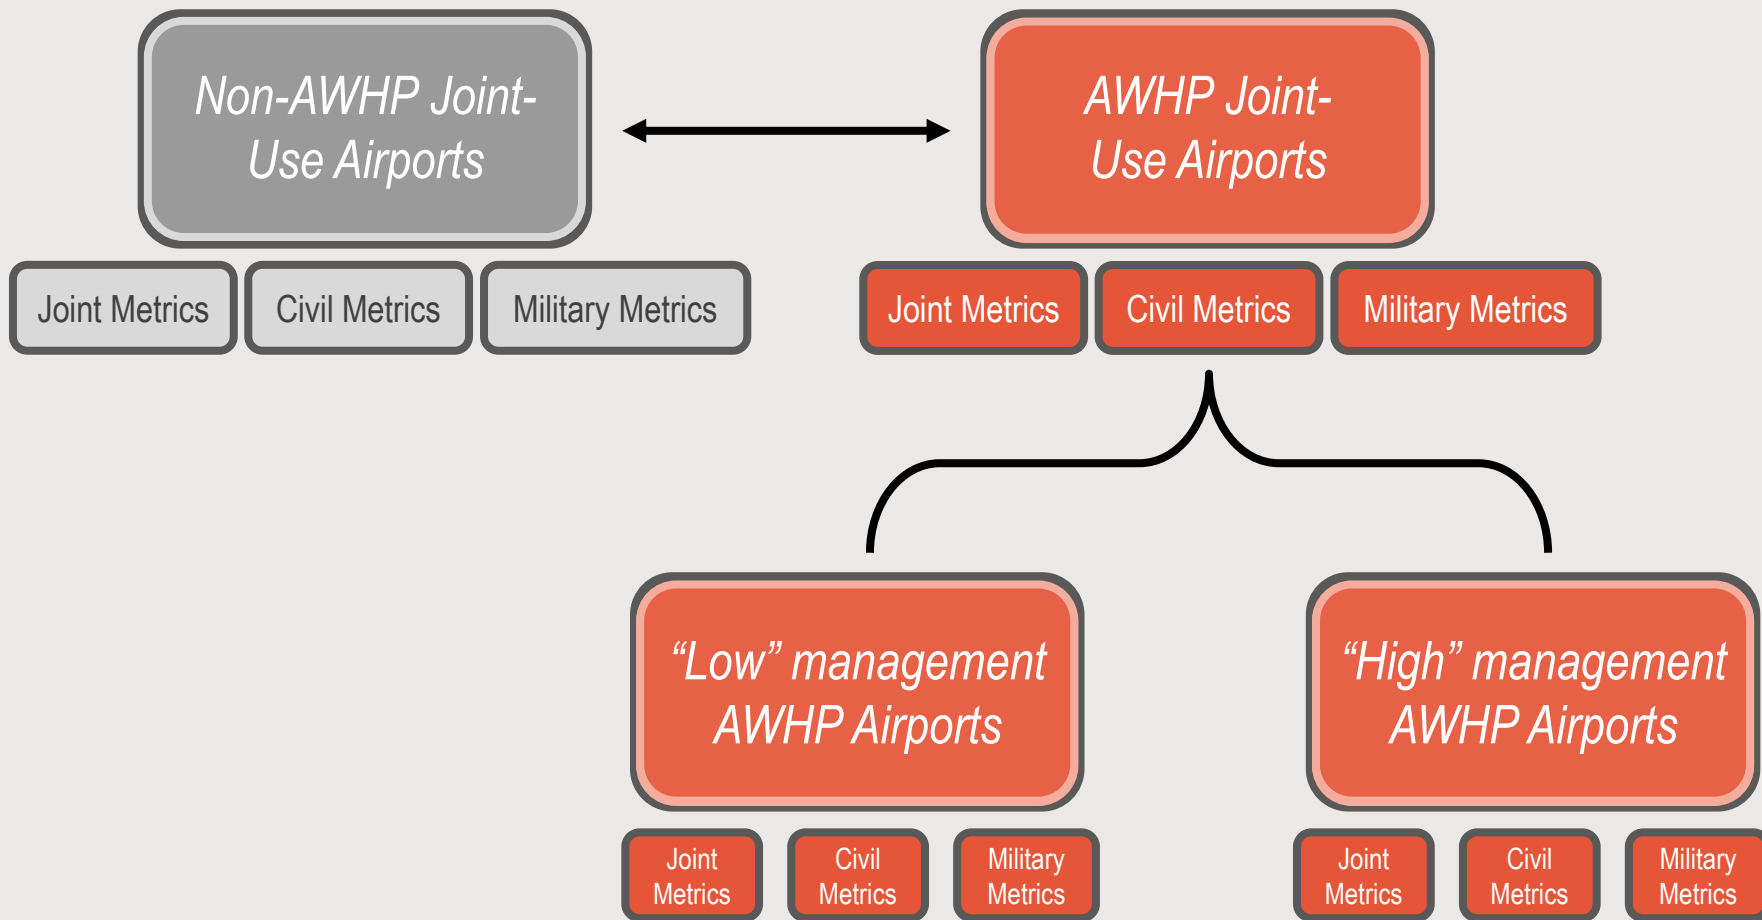 Non-AWHP Joint-
Use Airports
AWHP Joint-
Use Airports
Joint Metrics
Civil Metrics
Military Metrics
Joint Metrics
Civil Metrics
Military Metrics
“Low” management
AWHP Airports
“High” management
AWHP Airports
Joint
Metrics
Civil
Metrics
Military
Metrics
Joint
Metrics
Civil
Metrics
Military
Metrics